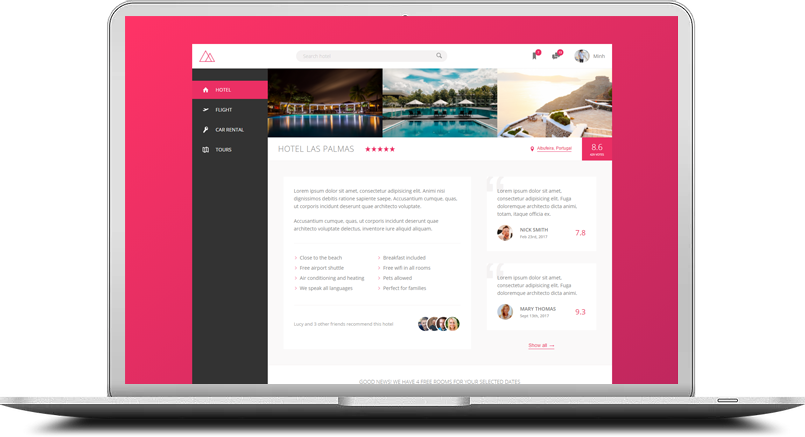 Search hotels
Minh
HOTEL
FLIGHT
CAR RENTAL
TOURS
HOTEL LAS PALMAS
Albufeira, Portugal
8.6
Lorem ipsum dolor sit amet, consectetur adipisicing elit. Animi nisi
dignissimos debitis ratione sapiente saepe. Accusantium cumque, quas,
ut corporis incidunt deserunt quae architecto voluptate.
Accusantium cumque, quas, ut corporis incidunt deserunt quae
architecto voluptate delectus, inventore iure aliquid aliquam.
Close to the beach
Breakfast included
Free airport shuttle
Free wifi in all rooms
Air conditioning and heating
Pets allowed
We speak all languages
Perfect for families
Lucy and 3 other friends recommend this hotel
Lorem ipsum dolor sit amet,
consectetur adipisicing elit. Fuga
doloremque architecto dicta animi,
totam, itaque officia ex.
NICK SMITH
Feb 23rd, 2017
7.8
Lorem ipsum dolor sit amet,
consectetur adipisicing elit. Fuga
doloremque architecto dicta animi.
MARY THOMAS
Sept 13th, 2017
9.3
Show all →
GOOD NEWS! WE HAVE 4 FREE ROOMS FOR YOUR SELECTED DATES